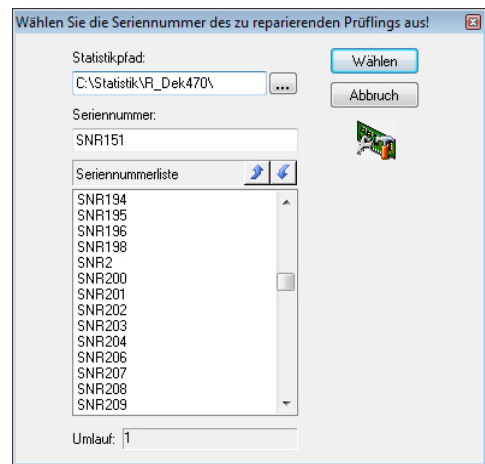 Wählen Sie die Seriennummer des zu reparierenden Prüflings aus!
Statistikpfad:
C:\Statistik\R_Dek470\
...
Wählen
Abbruch
Seriennummer:
SNR151
Seriennummerliste
SNR194
SNR195
SNR196
SNR198
SNR2
SNR200
SNR201
SNR202
SNR203
SNR204
SNR206
SNR207
SNR208
SNR209
Umlauf: 1